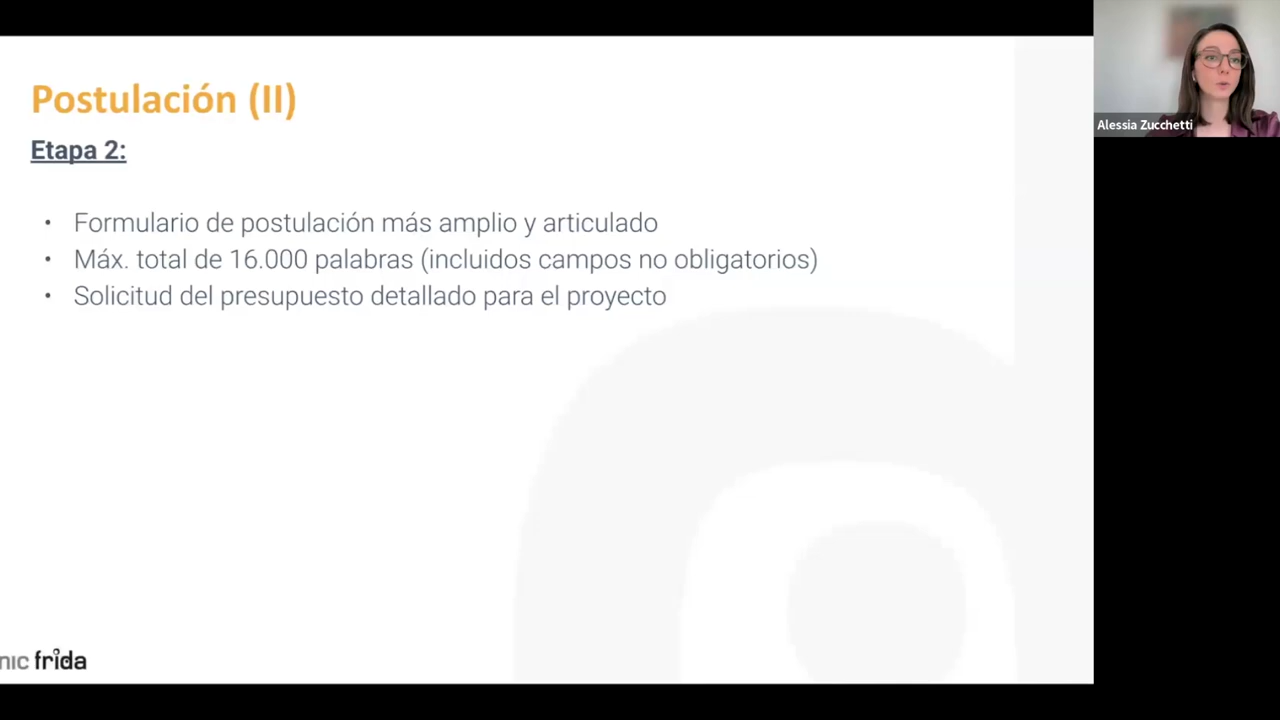 Postulación (II)
Etapa 2:
• Formulario de postulación más amplio y articulado
• Máx. total de 16.000 palabras (incluidos campos no obligatorios)
• Solicitud del presupuesto detallado para el proyecto
nic frida
Alessia Zucchetti